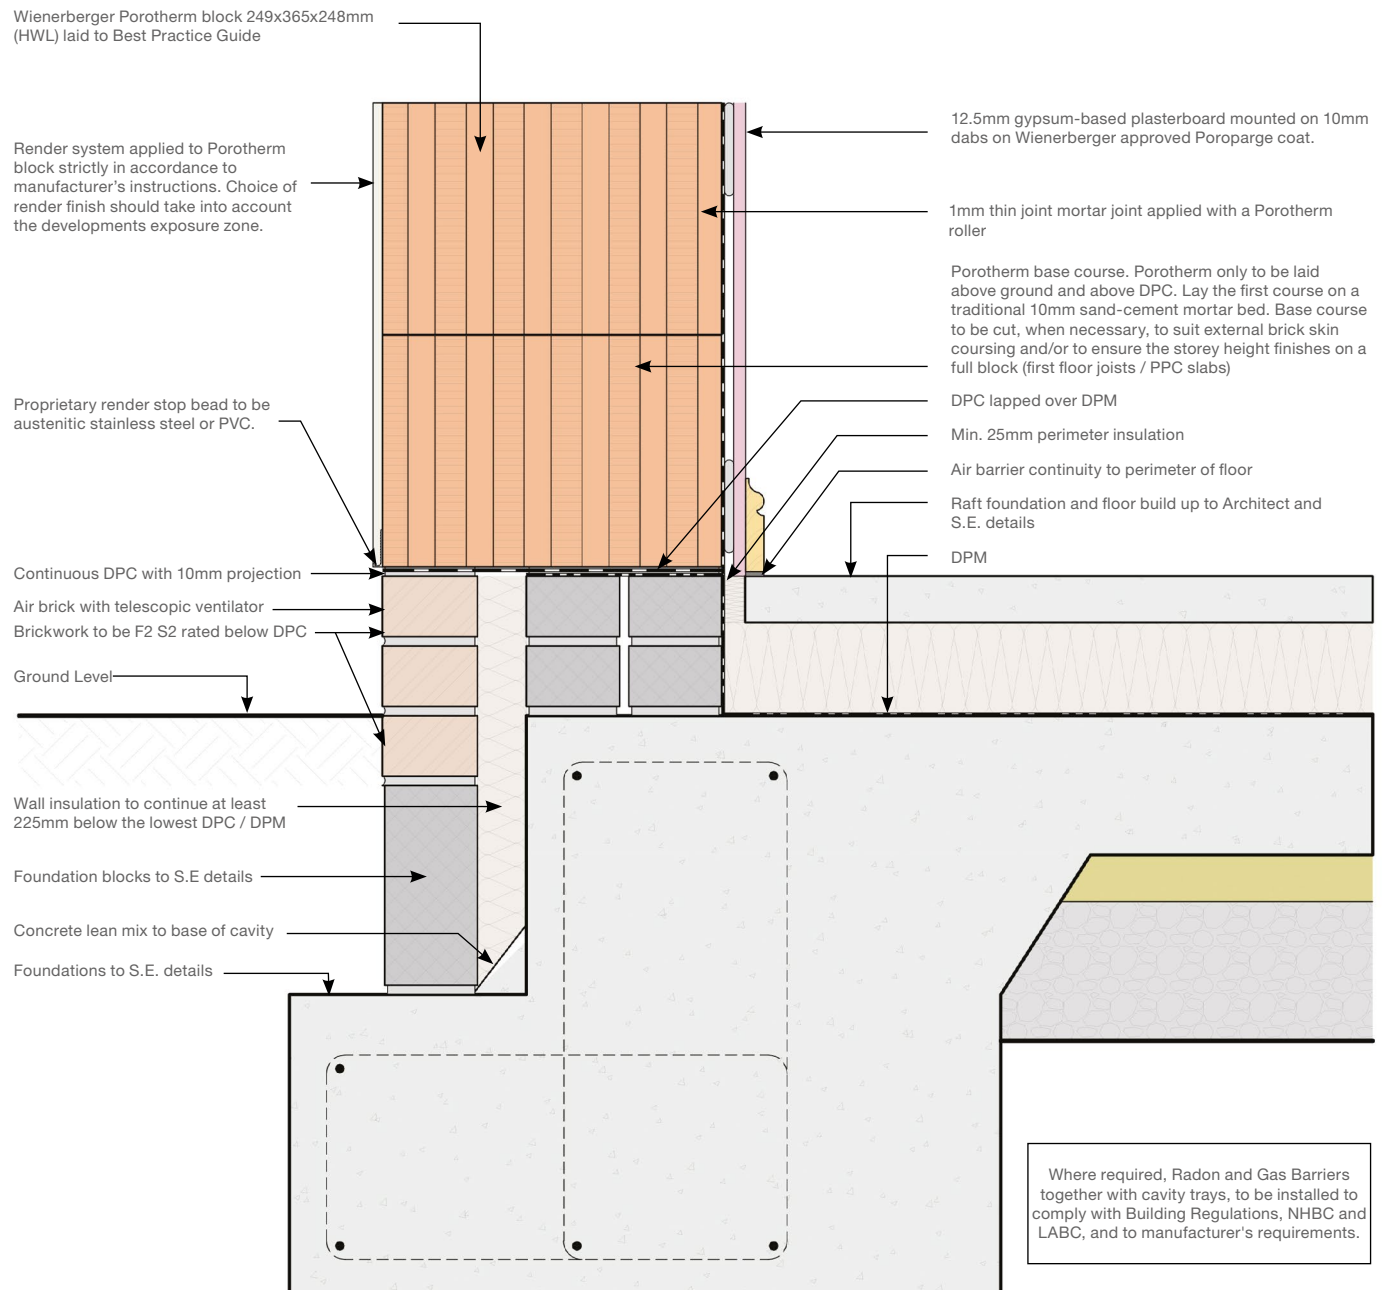 Wienerberger Porotherm block 249x365x248mm
(HWL) laid to Best Practice Guide
Render system applied to Porotherm
block strictly in accordance to
manufacturer's instructions. Choice of
render finish should take into account
the developments exposure zone.
Proprietary render stop bead to be
austenitic stainless steel or PVC.
Continuous DPC with 10mm projection
Air brick with telescopic ventilator
Brickwork to be F2 S2 rated below DPC
Ground Level
Wall insulation to continue at least
225mm below the lowest DPC / DPM
Foundation blocks to S.E details
Concrete lean mix to base of cavity
Foundations to S.E. details
12.5mm gypsum-based plasterboard mounted on 10mm
dabs on Wienerberger approved Poroparge coat.
1mm thin joint mortar joint applied with a Porotherm
roller
Porotherm base course. Porotherm only to be laid
above ground and above DPC. Lay the first course on a
traditional 10mm sand-cement mortar bed. Base course
to be cut, when necessary, to suit external brick skin
coursing and/or to ensure the storey height finishes on a
full block (first floor joists / PPC slabs)
DPC lapped over DPM
Min. 25mm perimeter insulation
Air barrier continuity to perimeter of floor
Raft foundation and floor build up to Architect and
S.E. details
DPM
Where required, Radon and Gas Barriers
together with cavity trays, to be installed to
comply with Building Regulations, NHBC and
LABC, and to manufacturer's requirements.